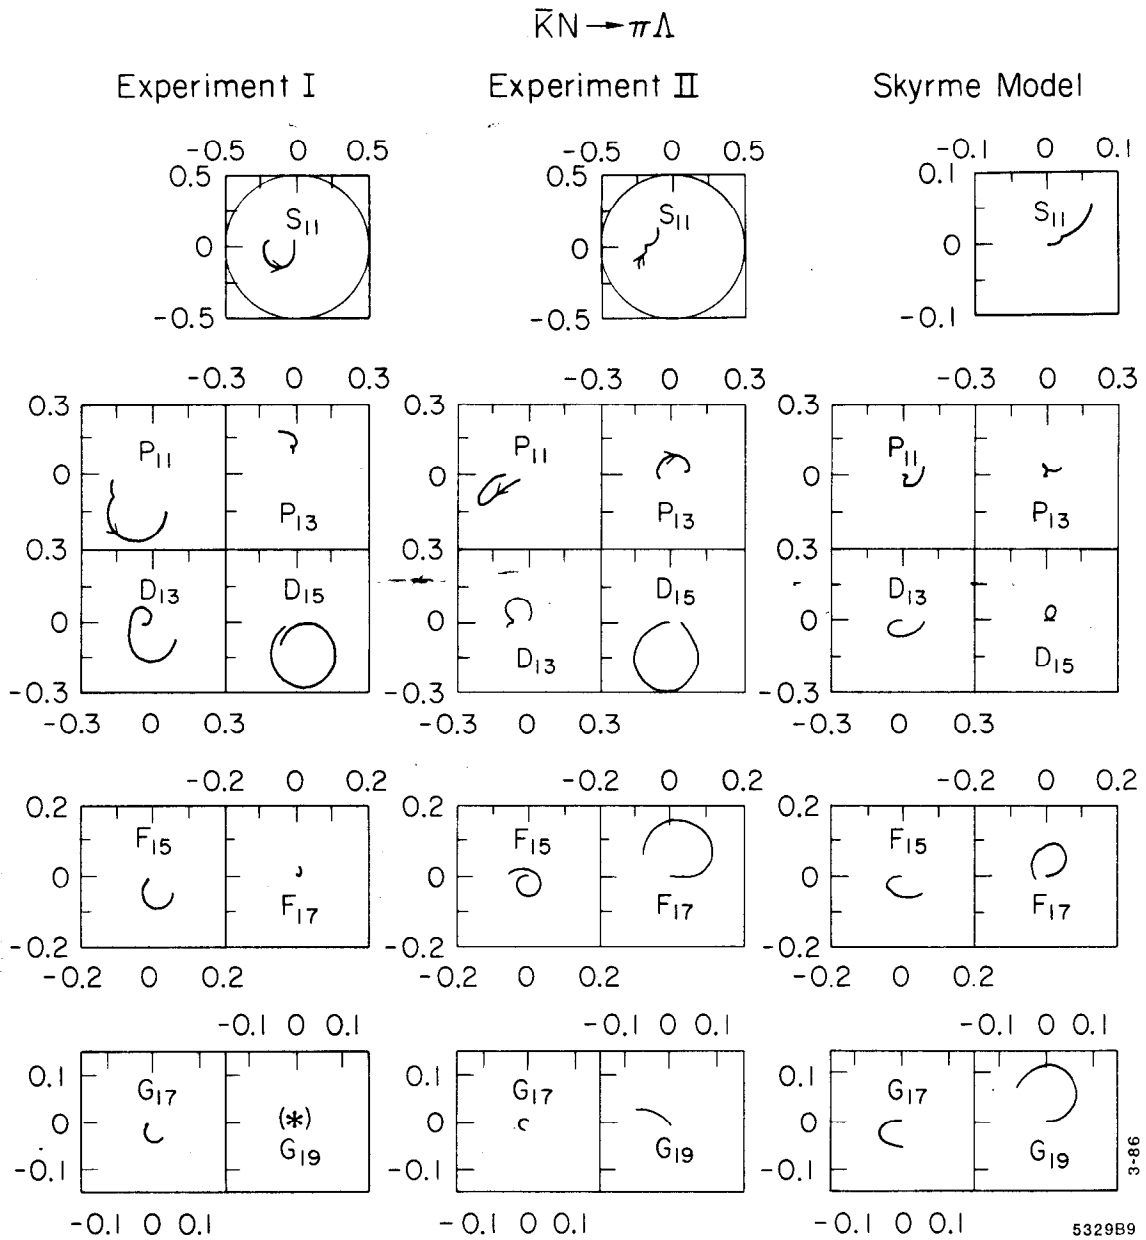 K̄N → πΛ
Experiment I Experiment II Skyrme Model
-0.5 0 0.5 -0.5 0 0.5 -0.1 0 0.1
0.5 0.5 0.1
S11 S11 S11
0 0 0
-0.5 -0.5 -0.1
-0.3 0 0.3 -0.3 0 0.3 -0.3 0 0.3
0.3 0.3 0.3
P11 P11 P11
0 0 0
P13 P13 P13
0.3 0.3 0.3
D13 D15 D15 D13
0 0 0
D13 D15
-0.3 -0.3 -0.3
-0.3 0 0.3 -0.3 0 0.3 -0.3 0 0.3
-0.2 0 0.2 -0.2 0 0.2 -0.2 0 0.2
0.2 0.2 0.2
F15 F15 F15
0 0 0
F17 F17 F17
-0.2 -0.2 -0.2
-0.2 0 0.2 -0.2 0 0.2 -0.2 0 0.2
-0.1 0 0.1 -0.1 0 0.1 -0.1 0 0.1
0.1 0.1 0.1
G17 G17 G17
0 (*) 0 0
G19 G19 G19
-0.1 -0.1 -0.1
-0.1 0 0.1 -0.1 0 0.1 -0.1 0 0.1
3-86
5329B9